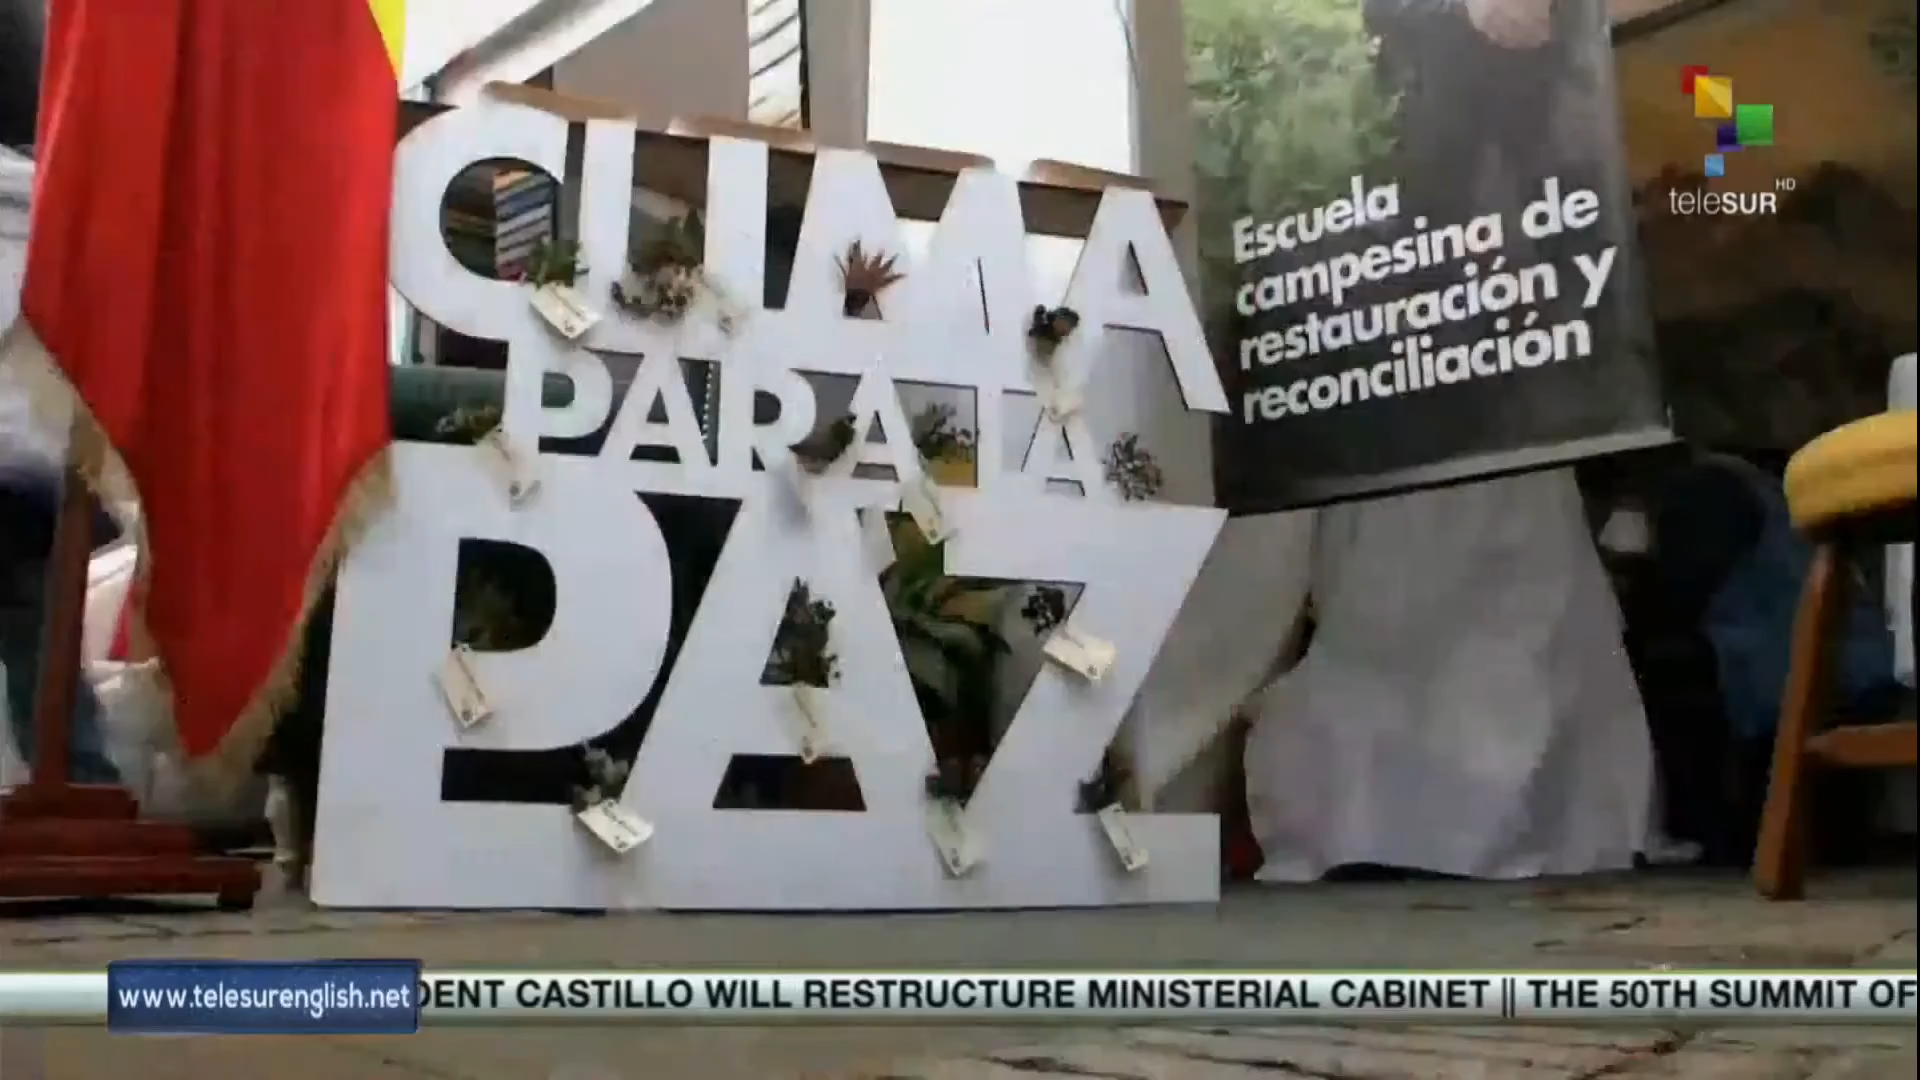 CLIMA
PARA LA
PAZ
Escuela
campesina de
restauración y
reconciliación
teleSUR HD
www.telesurenglish.net
DENT CASTILLO WILL RESTRUCTURE MINISTERIAL CABINET || THE 50TH SUMMIT OF